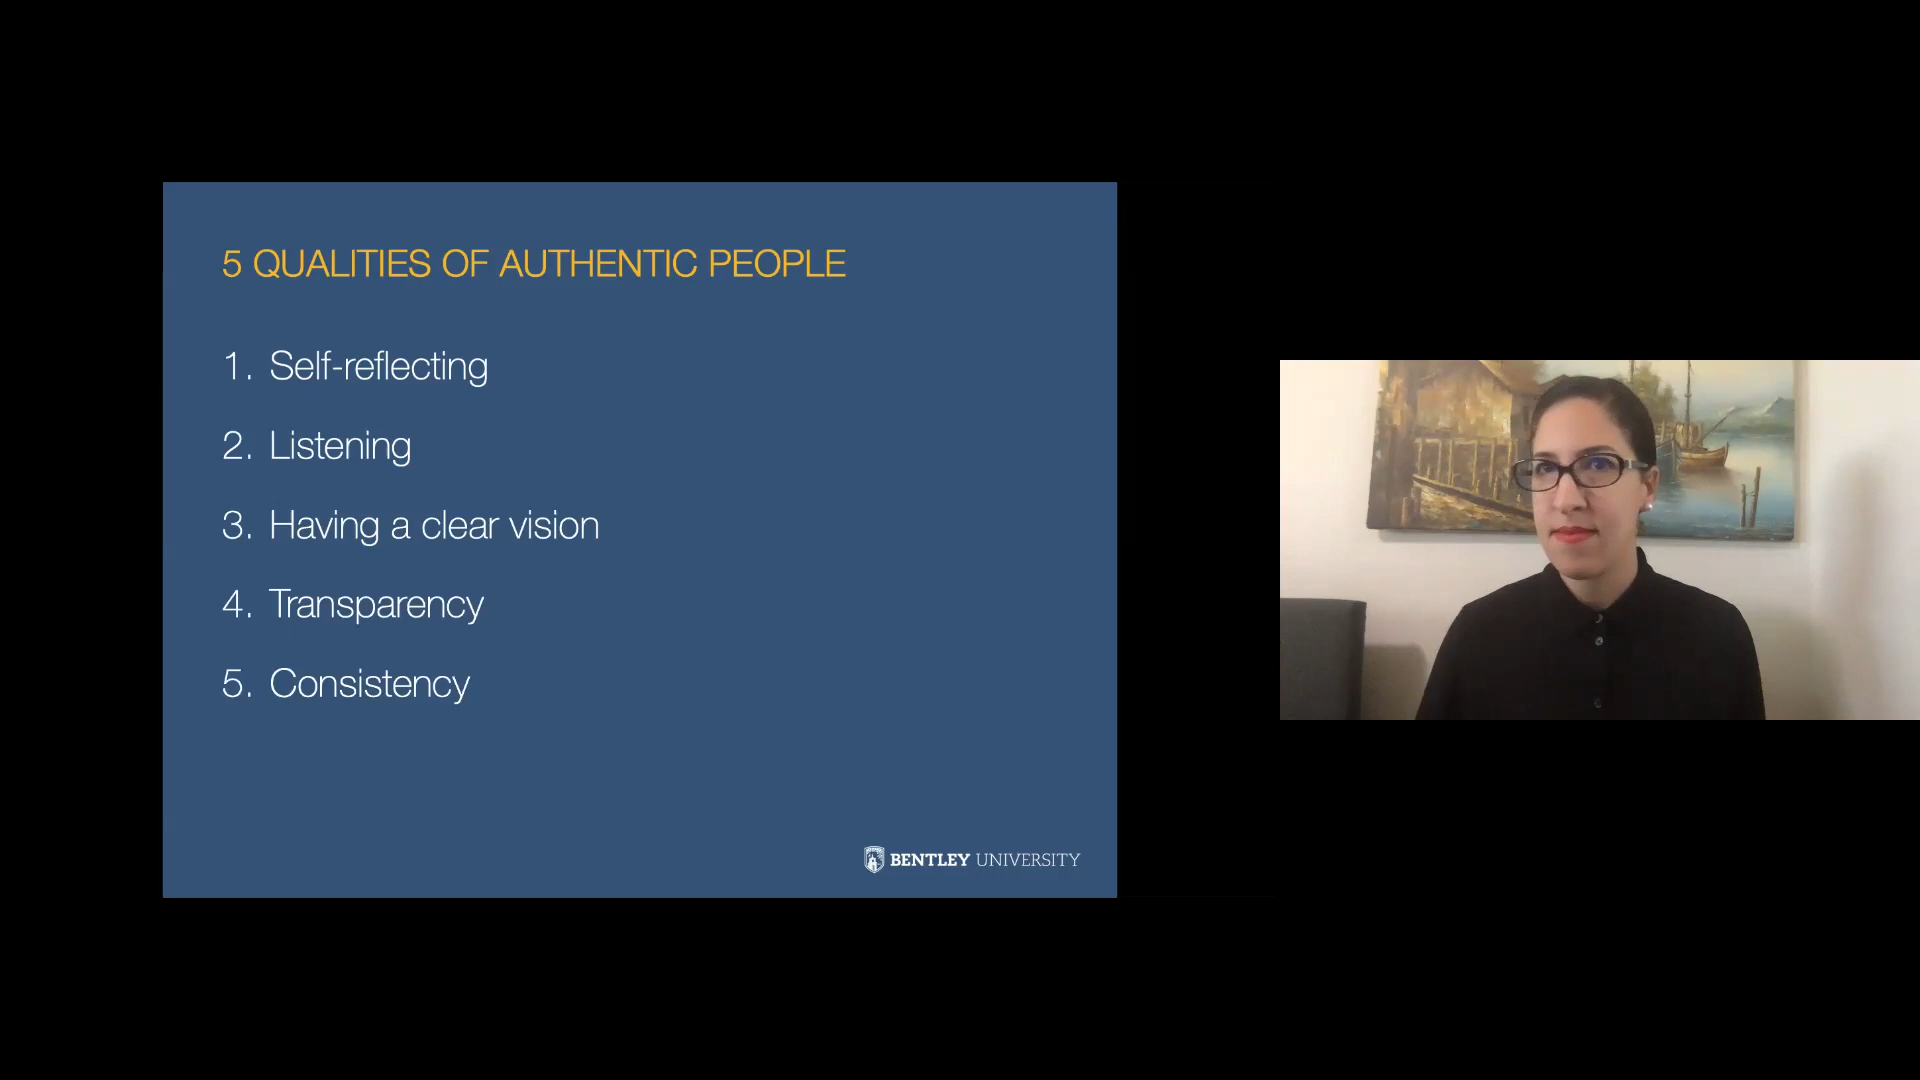 5 QUALITIES OF AUTHENTIC PEOPLE
1. Self-reflecting
2. Listening
3. Having a clear vision
4. Transparency
5. Consistency
BENTLEY UNIVERSITY